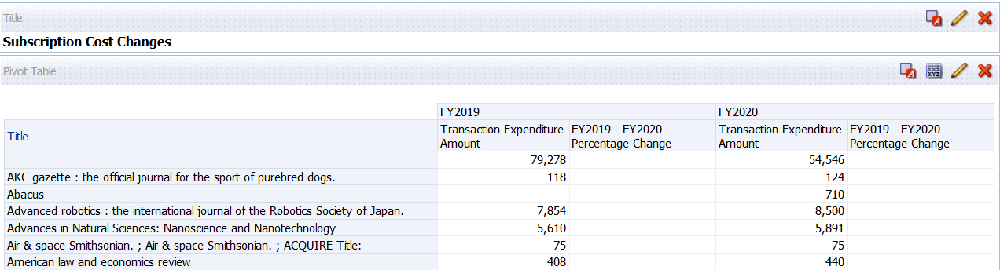 Title
Subscription Cost Changes
Pivot Table
FY2019 FY2020
Title Transaction Expenditure Amount FY2019 - FY2020 Percentage Change Transaction Expenditure Amount FY2019 - FY2020 Percentage Change
79,278 54,546
AKC gazette : the official journal for the sport of purebred dogs. 118 124
Abacus 710
Advanced robotics : the international journal of the Robotics Society of Japan. 7,854 8,500
Advances in Natural Sciences: Nanoscience and Nanotechnology 5,610 5,891
Air & space Smithsonian. ; Air & space Smithsonian. ; ACQUIRE Title: 75 75
American law and economics review 408 440